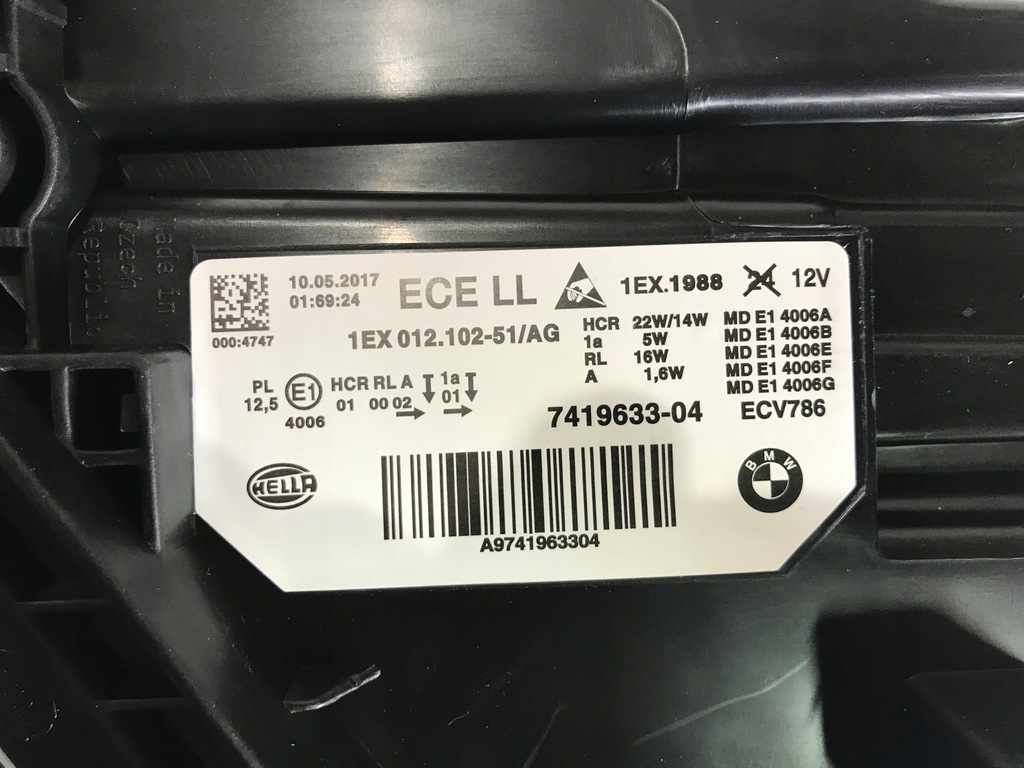 Made in
Czech
Republic
10.05.2017
01:69:24
000:4747
ECE LL
1EX.1988
24 12V
1EX 012.102-51/AG
HCR 22W/14W
1a 5W
RL 16W
A 1,6W
MD E1 4006A
MD E1 4006B
MD E1 4006E
MD E1 4006F
MD E1 4006G
PL
12,5
E1
4006
HCR RL A 1a
01 00 02 01
7419633-04
ECV786
HELLA
A9741963304
BMW